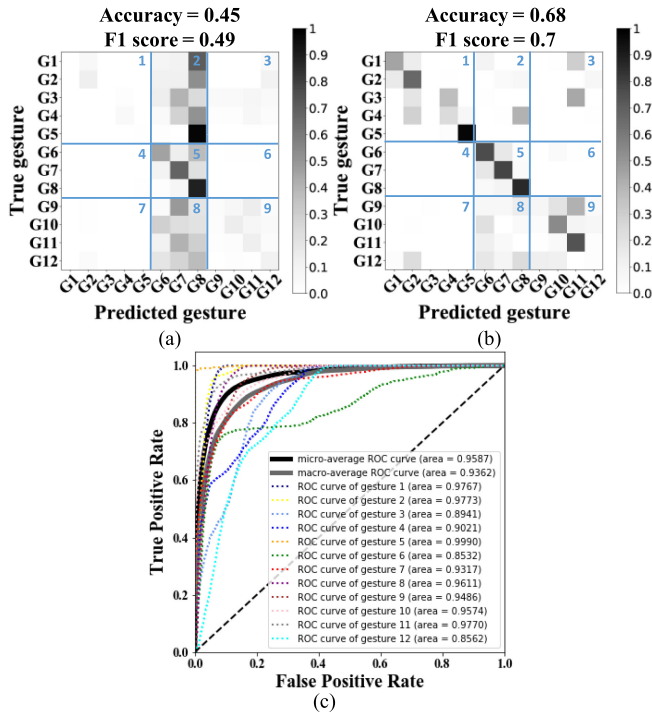 Accuracy = 0.45
F1 score = 0.49
True gesture
G1
G2
G3
G4
G5
G6
G7
G8
G9
G10
G11
G12
1 2 3
4 5 6
7 8 9
G1 G2 G3 G4 G5 G6 G7 G8 G9 G10 G11 G12
Predicted gesture
1
0.9
0.8
0.7
0.6
0.5
0.4
0.3
0.2
0.1
0.0
(a)
Accuracy = 0.68
F1 score = 0.7
True gesture
G1
G2
G3
G4
G5
G6
G7
G8
G9
G10
G11
G12
1 2 3
4 5 6
7 8 9
G1 G2 G3 G4 G5 G6 G7 G8 G9 G10 G11 G12
Predicted gesture
1
0.9
0.8
0.7
0.6
0.5
0.4
0.3
0.2
0.1
0.0
(b)
True Positive Rate
1.0
0.8
0.6
0.4
0.2
0.0
micro-average ROC curve (area = 0.9587)
macro-average ROC curve (area = 0.9362)
ROC curve of gesture 1 (area = 0.9767)
ROC curve of gesture 2 (area = 0.9773)
ROC curve of gesture 3 (area = 0.8941)
ROC curve of gesture 4 (area = 0.9021)
ROC curve of gesture 5 (area = 0.9990)
ROC curve of gesture 6 (area = 0.8532)
ROC curve of gesture 7 (area = 0.9317)
ROC curve of gesture 8 (area = 0.9611)
ROC curve of gesture 9 (area = 0.9486)
ROC curve of gesture 10 (area = 0.9574)
ROC curve of gesture 11 (area = 0.9770)
ROC curve of gesture 12 (area = 0.8562)
0.0 0.2 0.4 0.6 0.8 1.0
False Positive Rate
(c)